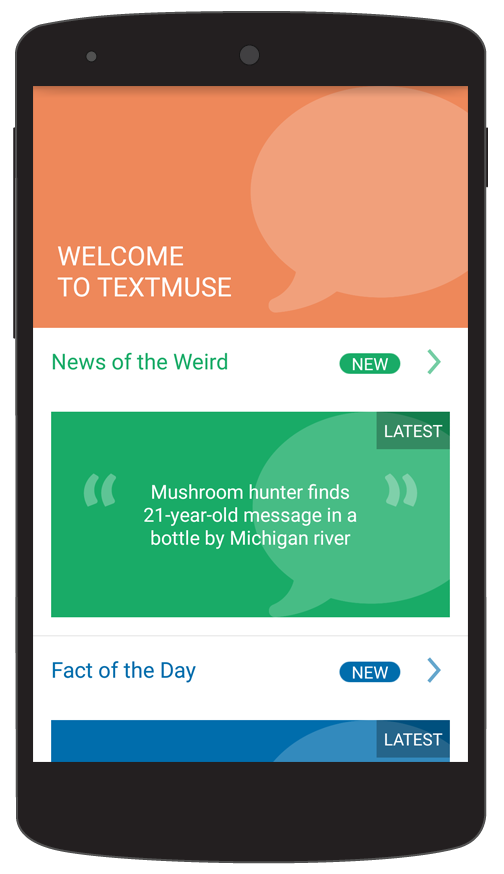 WELCOME
TO TEXTMUSE
News of the Weird
NEW
LATEST
Mushroom hunter finds
21-year-old message in a
bottle by Michigan river
Fact of the Day
NEW
LATEST